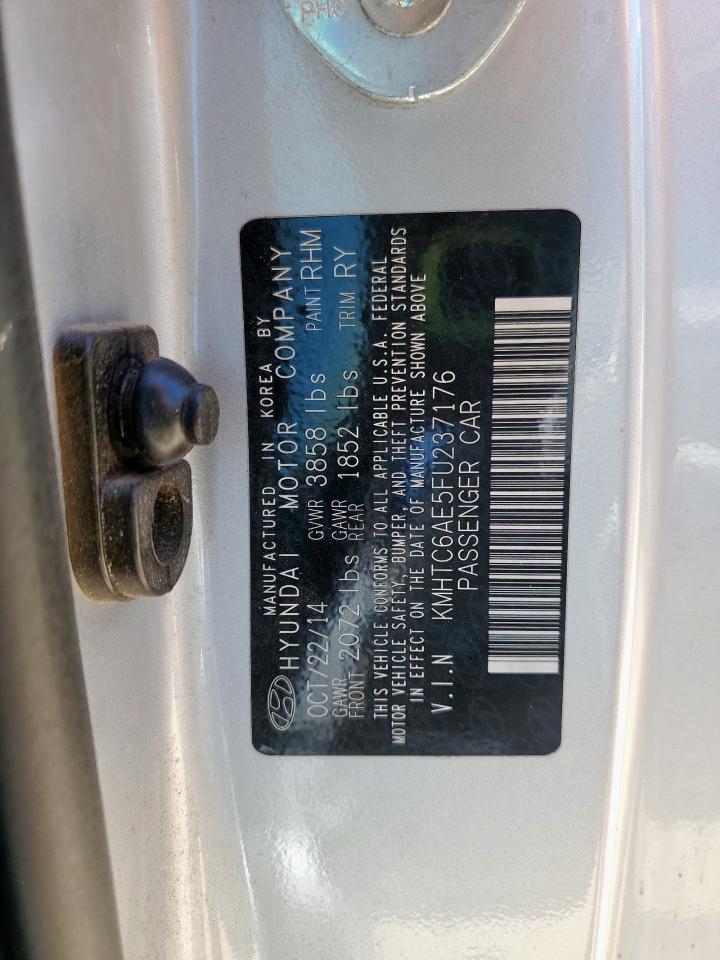 PHC
MANUFACTURED IN KOREA BY
HYUNDAI MOTOR COMPANY
OCT/22/14 GVWR 3858 lbs PAINT RHM
GAWR FRONT 2072 lbs GAWR REAR 1852 lbs TRIM RY
THIS VEHICLE CONFORMS TO ALL APPLICABLE U.S.A. FEDERAL
MOTOR VEHICLE SAFETY, BUMPER, AND THEFT PREVENTION STANDARDS
IN EFFECT ON THE DATE OF MANUFACTURE SHOWN ABOVE
V.I.N KMHTC6AE5FU237176
PASSENGER CAR